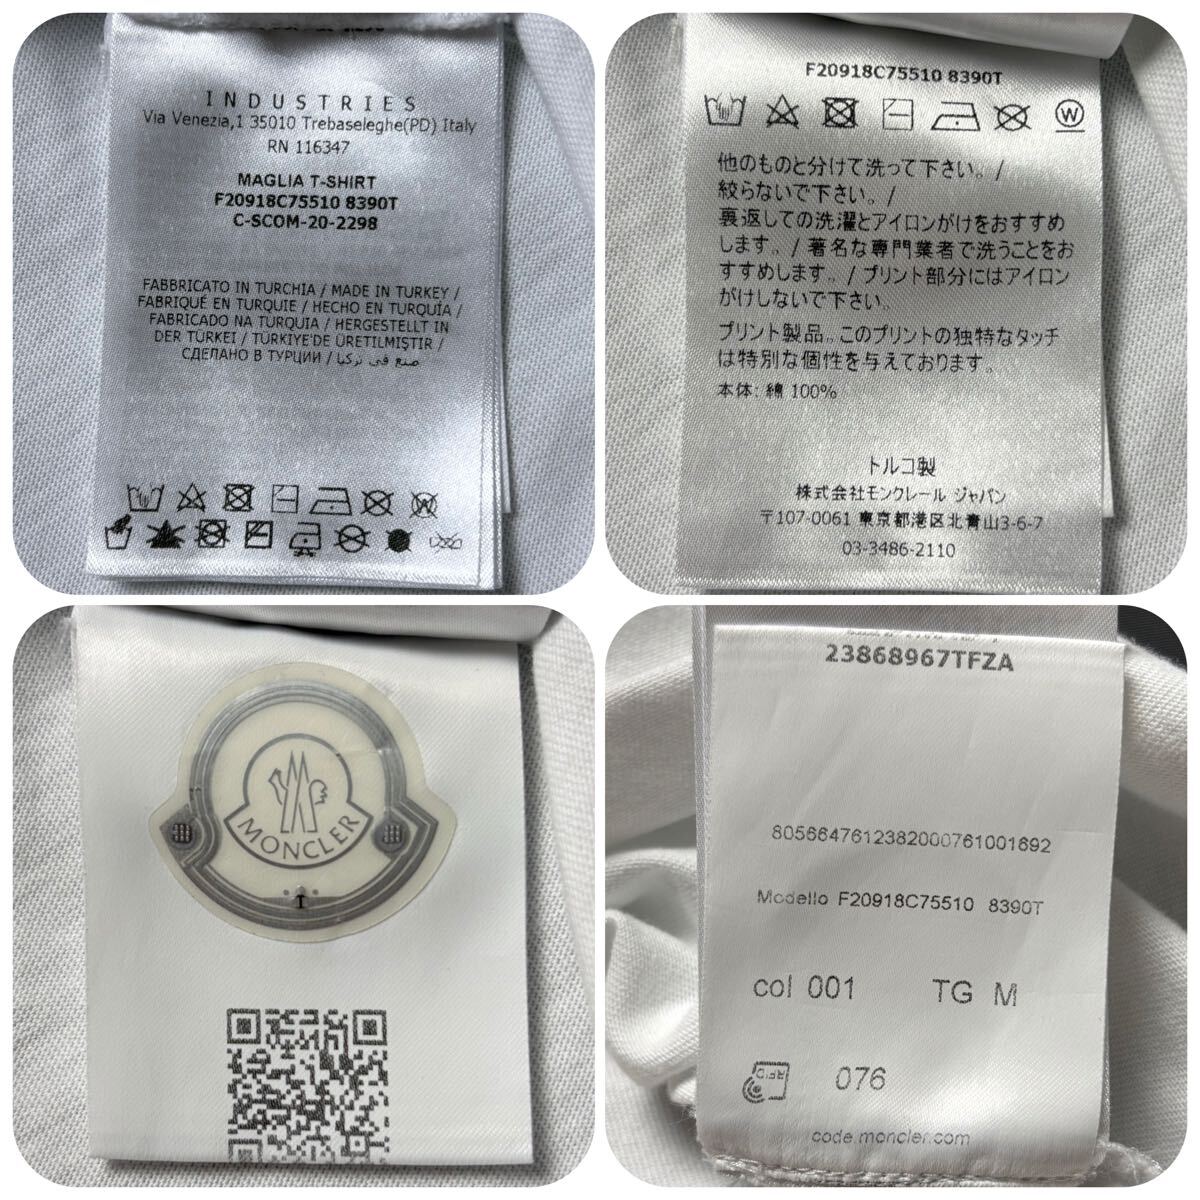 INDUSTRIES
Via Venezia,1 35010 Trebaseleghe(PD) Italy
RN 116347
MAGLIA T-SHIRT
F20918C75510 8390T
C-SCOM-20-2298
FABBRICATO IN TURCHIA / MADE IN TURKEY /
FABRIQUÉ EN TURQUIE / HECHO EN TURQUÍA /
FABRICADO NA TURQUIA / HERGESTELLT IN
DER TÜRKEI / TÜRKİYE'DE ÜRETİLMİŞTİR /
СДЕЛАНО В ТУРЦИИ / صنع في تركيا
W
F20918C75510 8390T
W
他のものと分けて洗って下さい。/
絞らないで下さい。/
裏返しての洗濯とアイロンがけをおすすめ
します。/ 著名な専門業者で洗うことをお
すすめします。/ プリント部分にはアイロン
がけしないで下さい。
プリント製品。このプリントの独特なタッチ
は特別な個性を与えております。
本体: 綿 100%
トルコ製
株式会社モンクレール ジャパン
〒107-0061 東京都港区北青山3-6-7
03-3486-2110
MONCLER
23868967TFZA
8056647612382000761001692
Modello F20918C75510 8390T
col 001 TG M
RFID
076
code.moncler.com